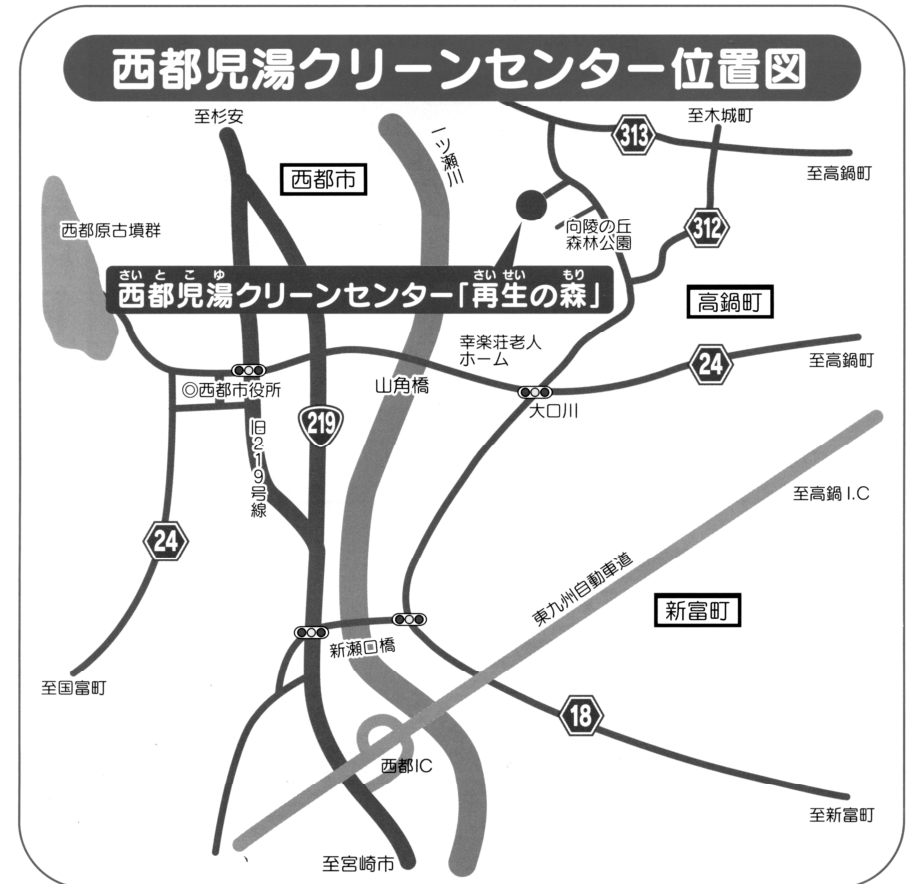 西都児湯クリーンセンター位置図
至杉安
至木城町
313
一ツ瀬川
至高鍋町
西都市
西都原古墳群
向陵の丘
森林公園
312
さいとこゆ さいせい もり
西都児湯クリーンセンター「再生の森」
高鍋町
幸楽荘老人
ホーム
至高鍋町
24
◎西都市役所
山角橋
大口川
219
旧219号線
至高鍋I.C
24
東九州自動車道
新富町
新瀬口橋
至国富町
18
西都IC
至新富町
至宮崎市